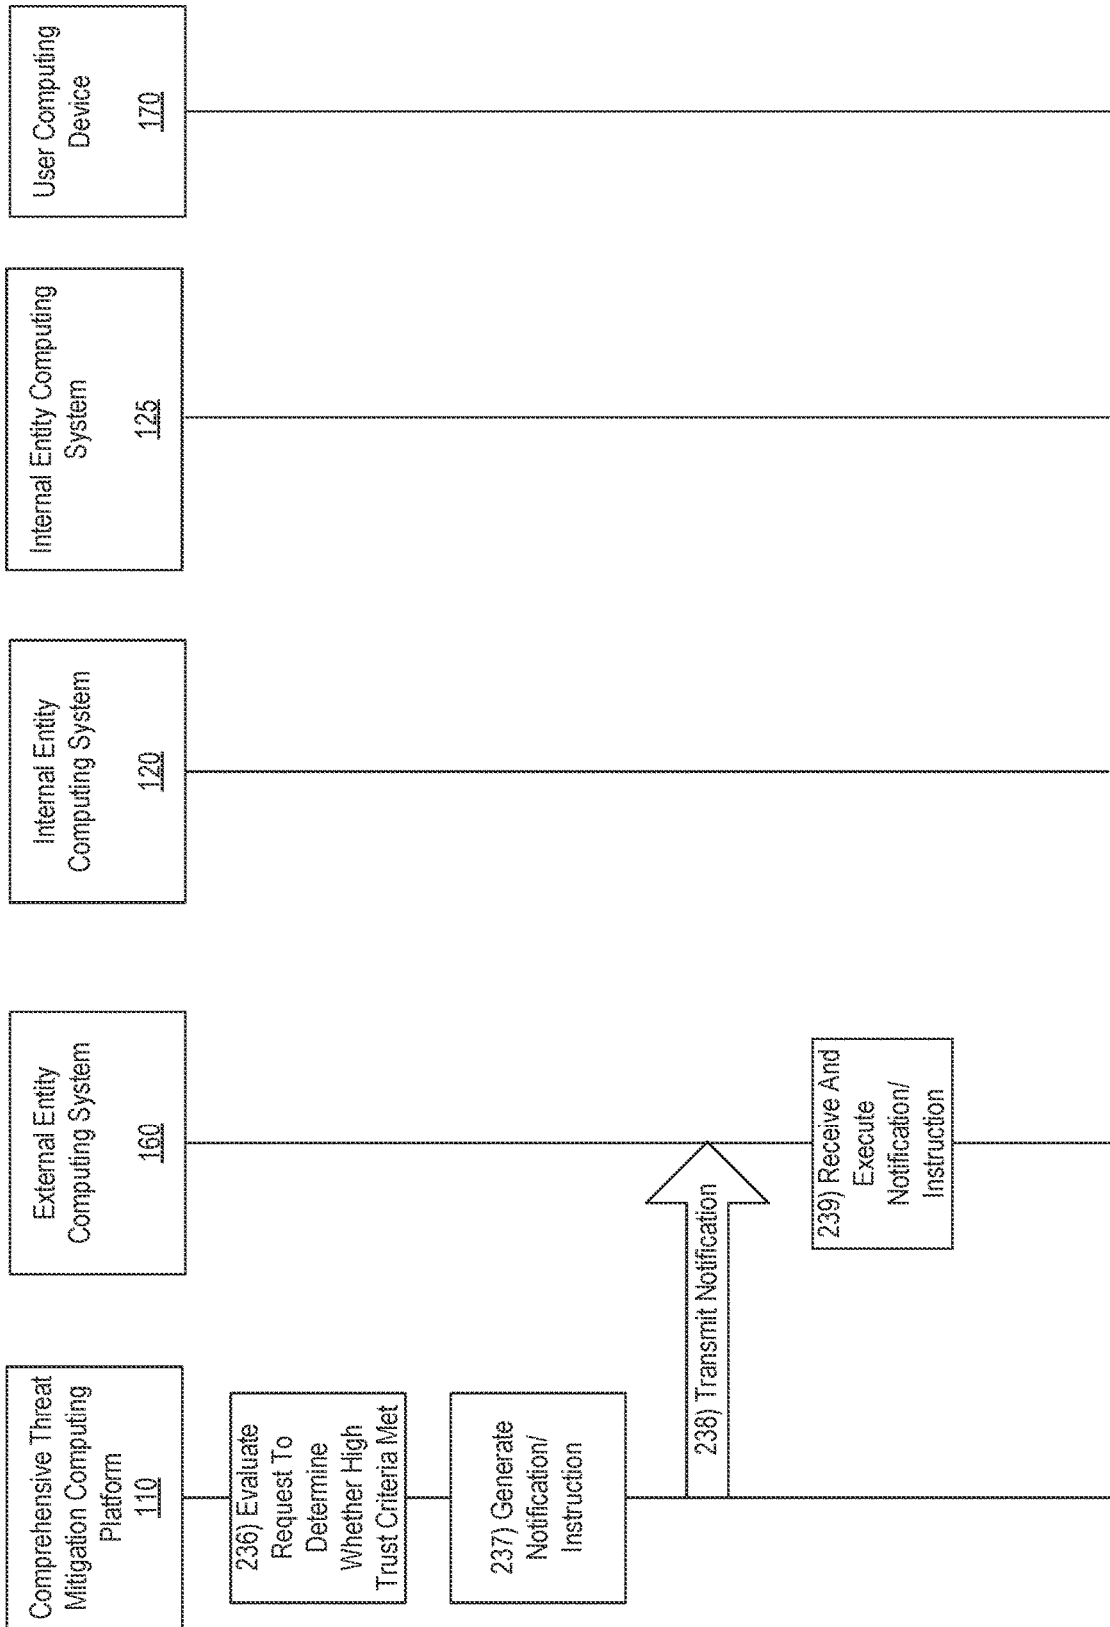 Comprehensive Threat
Mitigation Computing
Platform
110
External Entity
Computing System
160
Internal Entity
Computing System
120
Internal Entity Computing
System
125
User Computing
Device
170
236) Evaluate
Request To
Determine
Whether High
Trust Criteria Met
237) Generate
Notification/
Instruction
238) Transmit Notification
239) Receive And
Execute
Notification/
Instruction